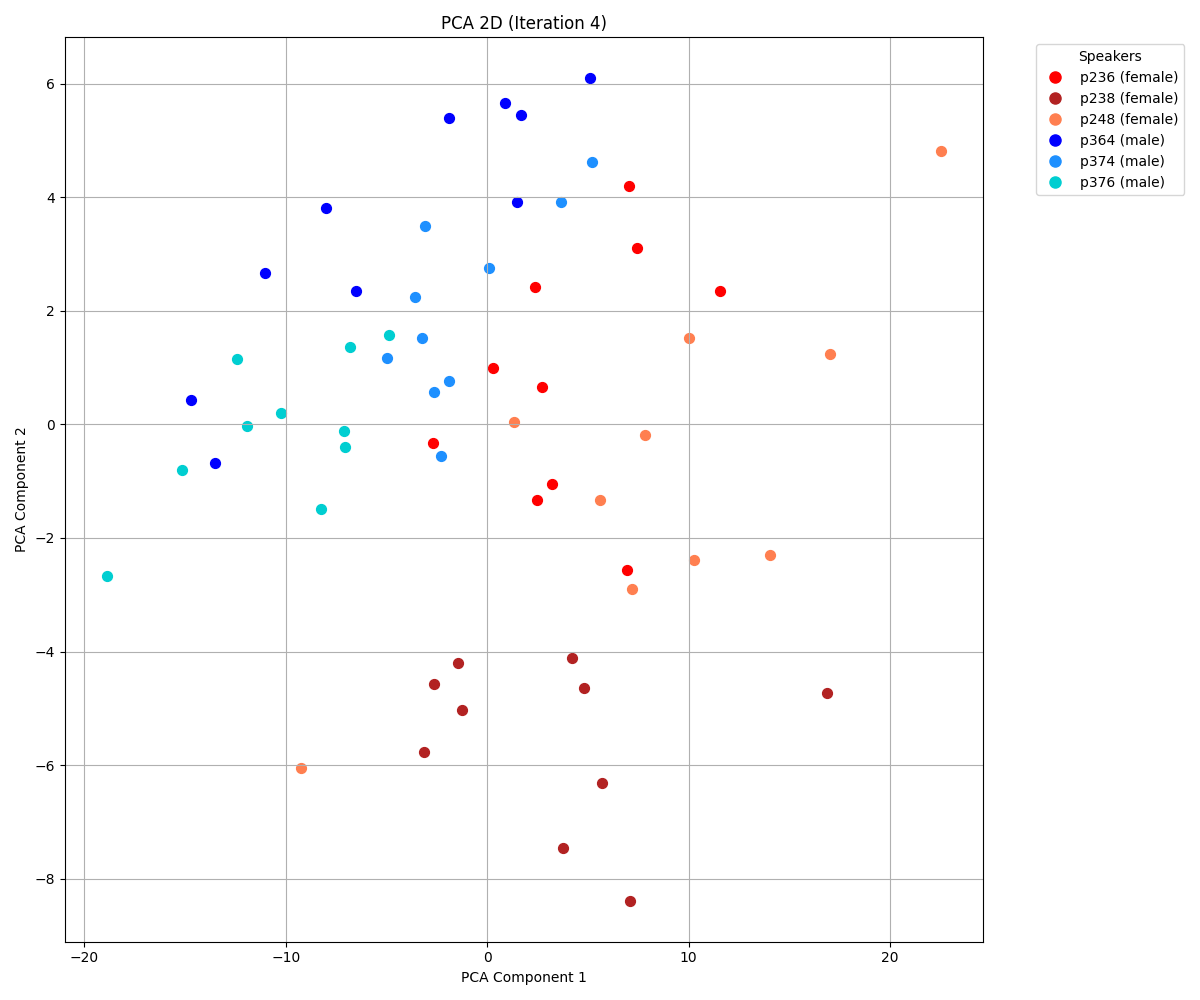 PCA 2D (Iteration 4)
Speakers
p236 (female)
p238 (female)
p248 (female)
p364 (male)
p374 (male)
p376 (male)
6
4
2
0
−2
−4
−6
−8
PCA Component 2
−20 −10 0 10 20
PCA Component 1